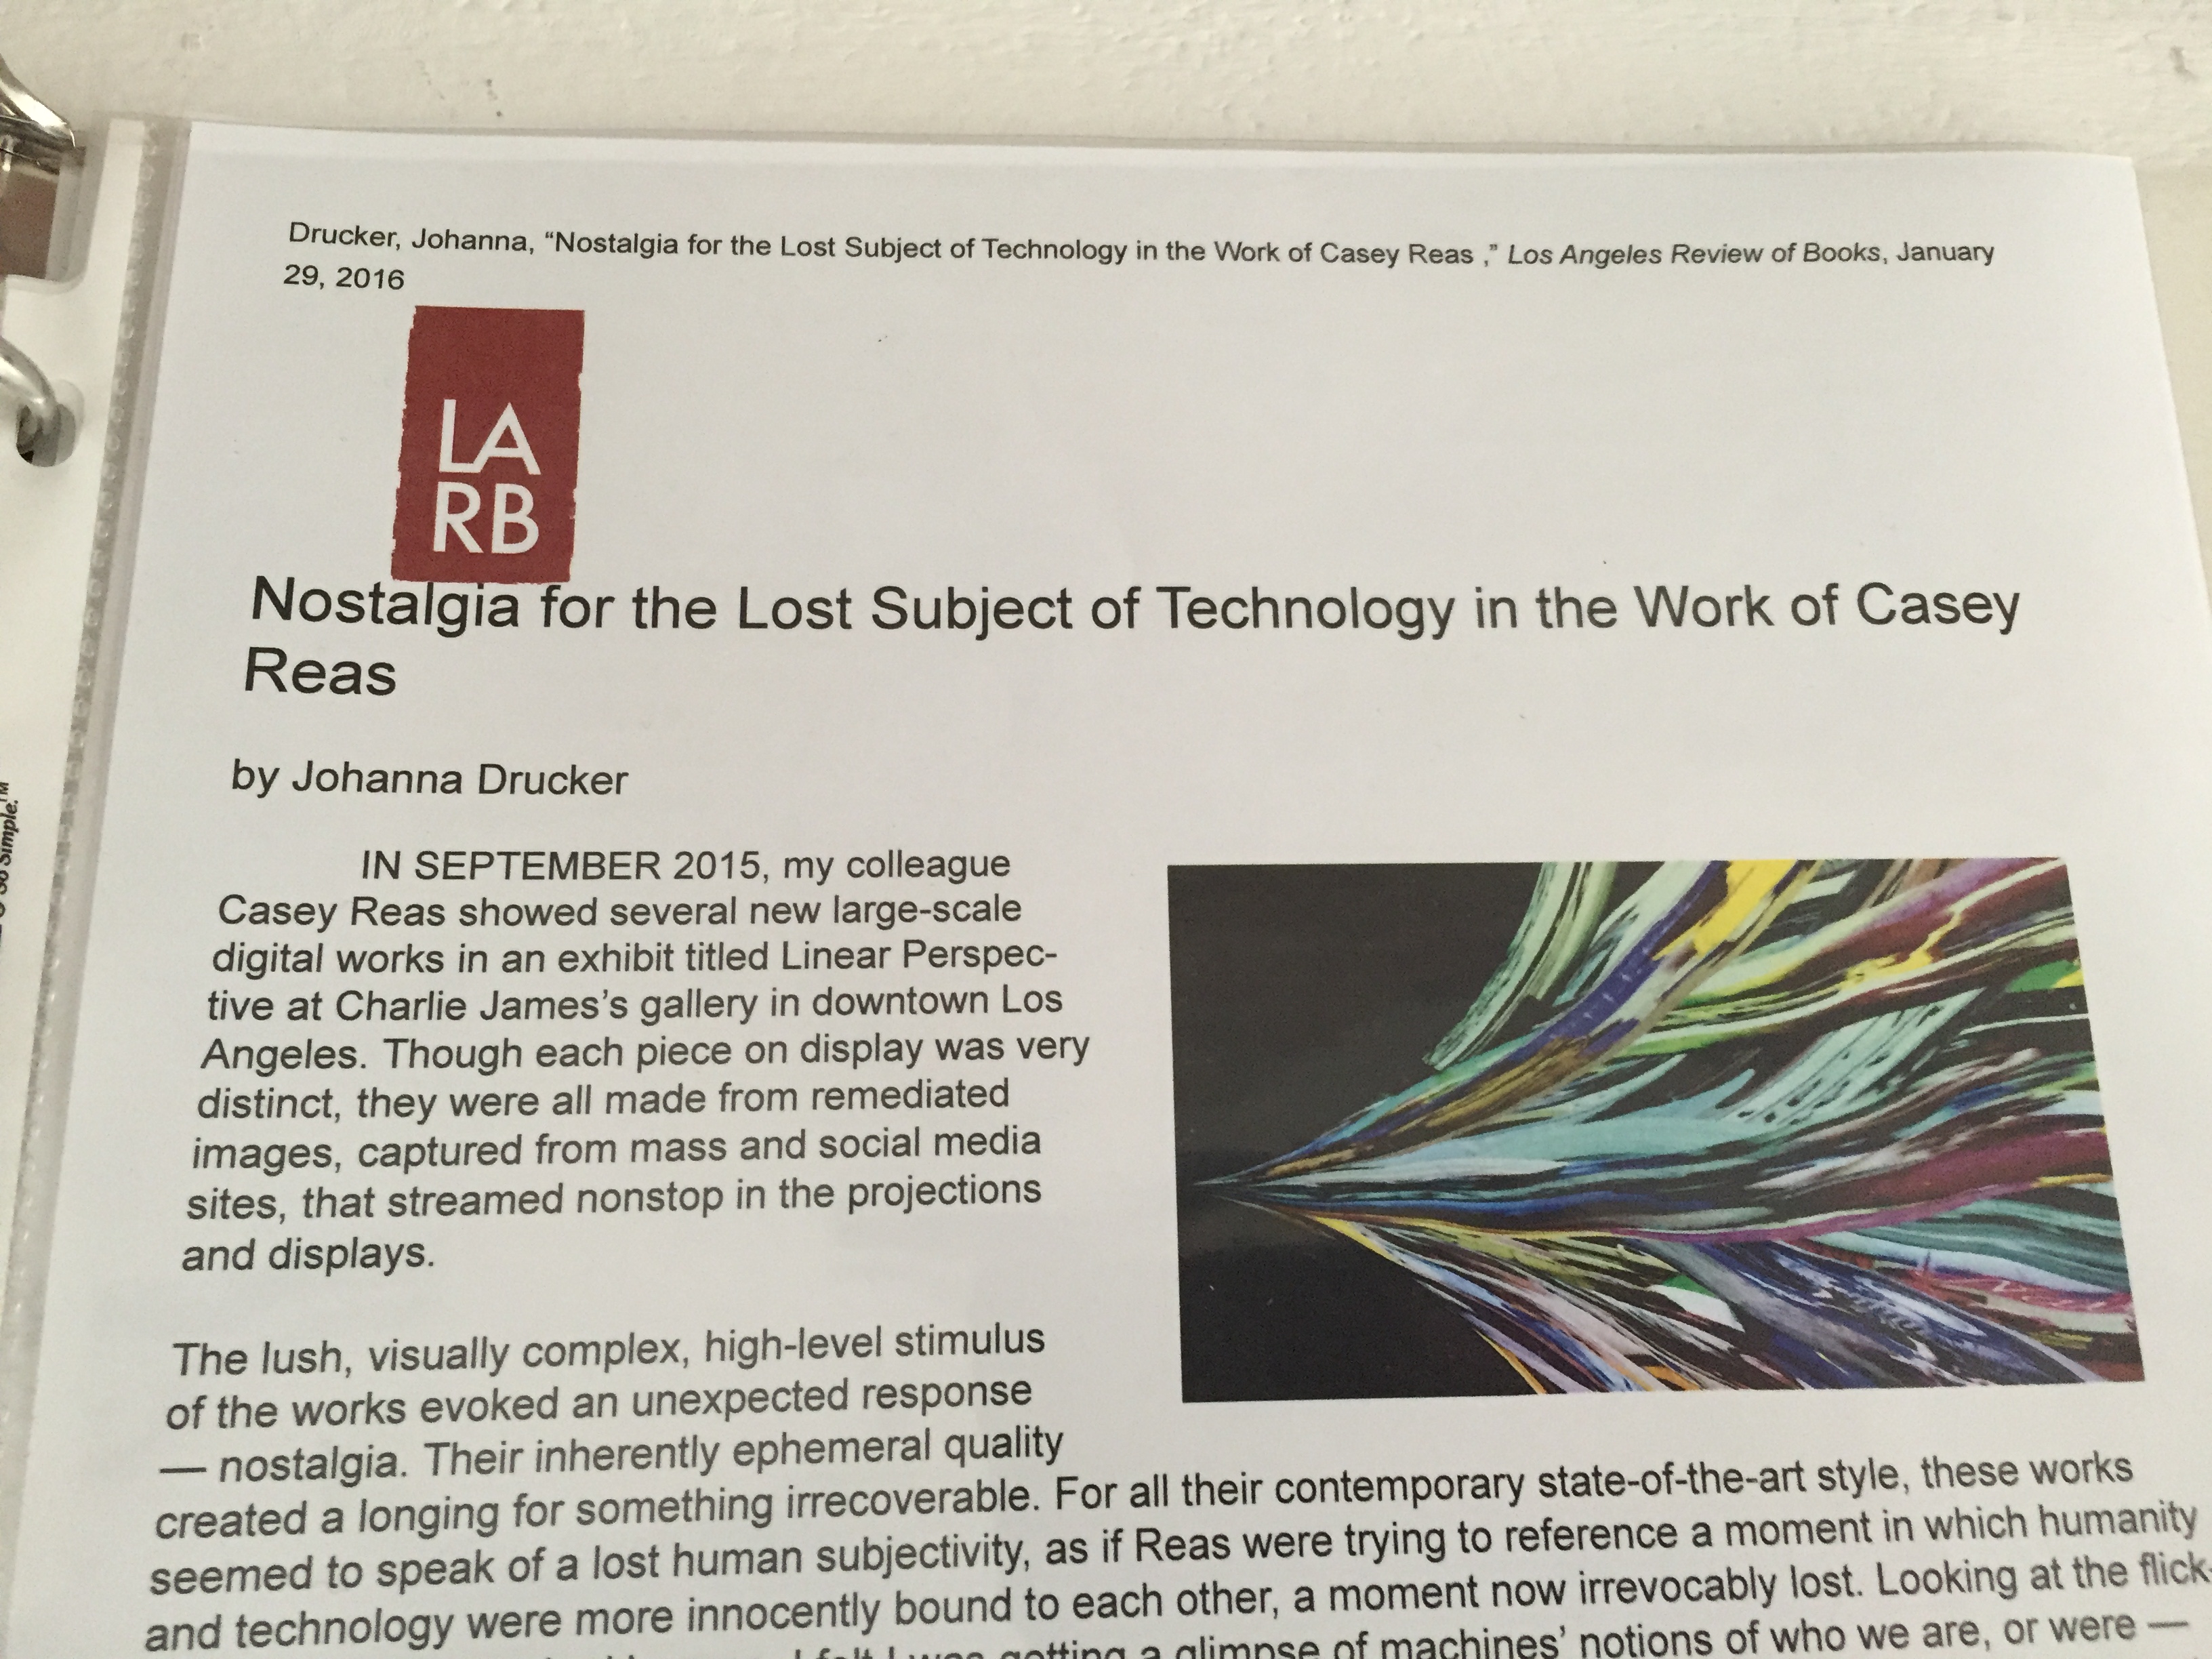 So Simple.™
Drucker, Johanna, “Nostalgia for the Lost Subject of Technology in the Work of Casey Reas ,” Los Angeles Review of Books, January
29, 2016
LA
RB
Nostalgia for the Lost Subject of Technology in the Work of Casey
Reas
by Johanna Drucker
IN SEPTEMBER 2015, my colleague
Casey Reas showed several new large-scale
digital works in an exhibit titled Linear Perspec-
tive at Charlie James’s gallery in downtown Los
Angeles. Though each piece on display was very
distinct, they were all made from remediated
images, captured from mass and social media
sites, that streamed nonstop in the projections
and displays.
The lush, visually complex, high-level stimulus
of the works evoked an unexpected response
— nostalgia. Their inherently ephemeral quality
created a longing for something irrecoverable. For all their contemporary state-of-the-art style, these works
seemed to speak of a lost human subjectivity, as if Reas were trying to reference a moment in which humanity
and technology were more innocently bound to each other, a moment now irrevocably lost. Looking at the flick-
felt I was getting a glimpse of machines’ notions of who we are, or were —